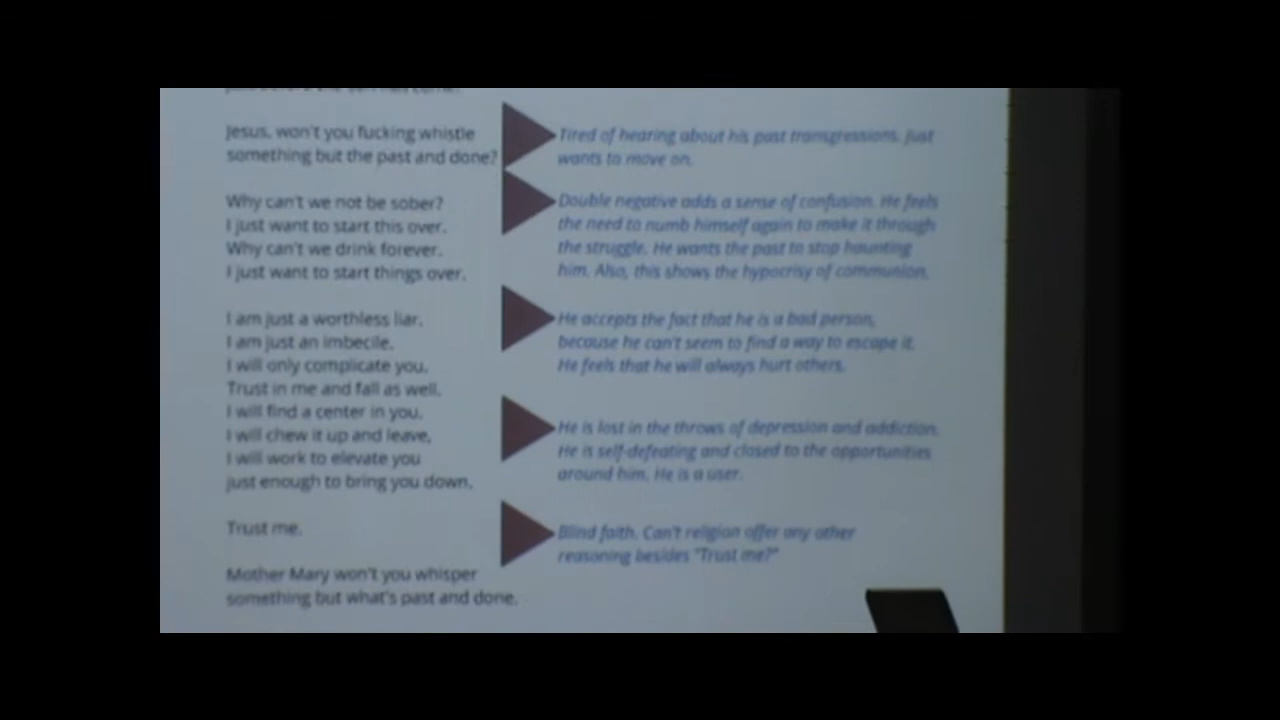 Jesus, won't you fucking whistle
something but the past and done?
Tired of hearing about his past transgressions. Just
wants to move on.
Why can't we not be sober?
I just want to start this over.
Why can't we drink forever.
I just want to start things over.
Double negative adds a sense of confusion. He feels
the need to numb himself again to make it through
the struggle. He wants the past to stop haunting
him. Also, this shows the hypocrisy of communion.
I am just a worthless liar.
I am just an imbecile.
I will only complicate you.
Trust in me and fall as well.
I will find a center in you.
I will chew it up and leave,
I will work to elevate you
just enough to bring you down.
He accepts the fact that he is a bad person,
because he can't seem to find a way to escape it.
He feels that he will always hurt others.
He is lost in the throws of depression and addiction.
He is self-defeating and closed to the opportunities
around him. He is a user.
Trust me.
Blind faith. Can't religion offer any other
reasoning besides "Trust me?"
Mother Mary won't you whisper
something but what's past and done.